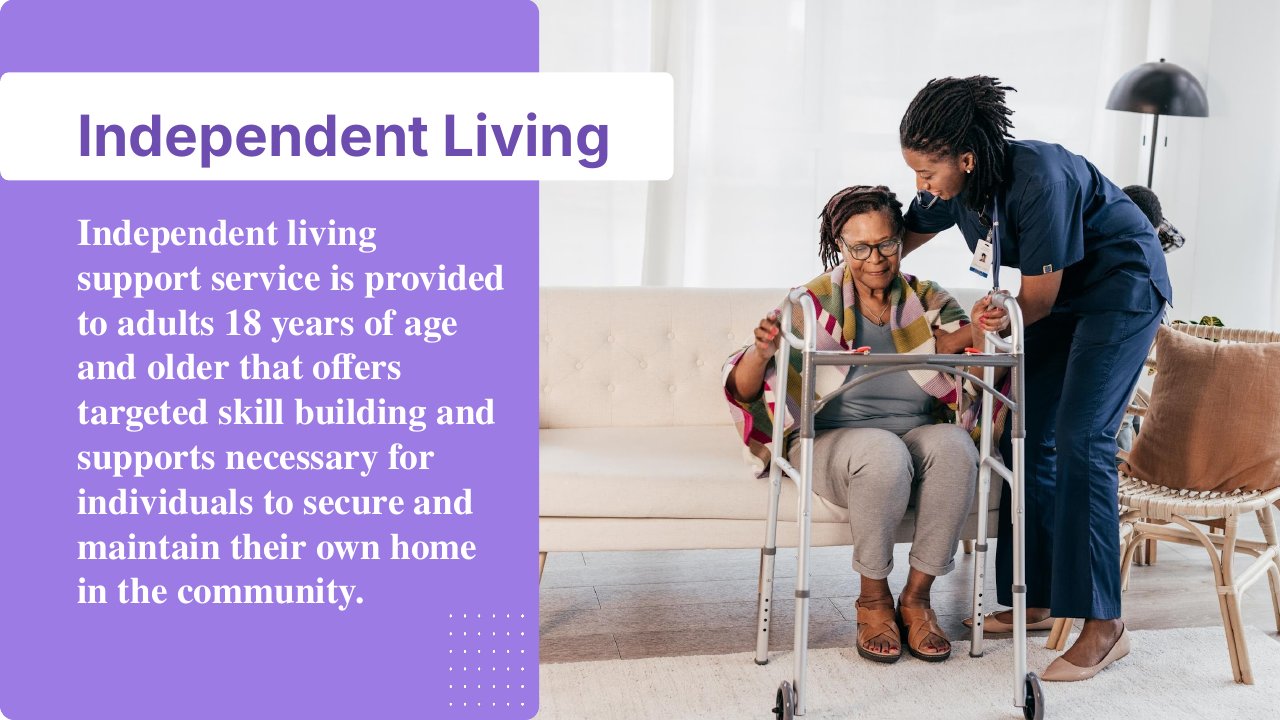 Independent Living
Independent living
support service is provided
to adults 18 years of age
and older that offers
targeted skill building and
supports necessary for
individuals to secure and
maintain their own home
in the community.